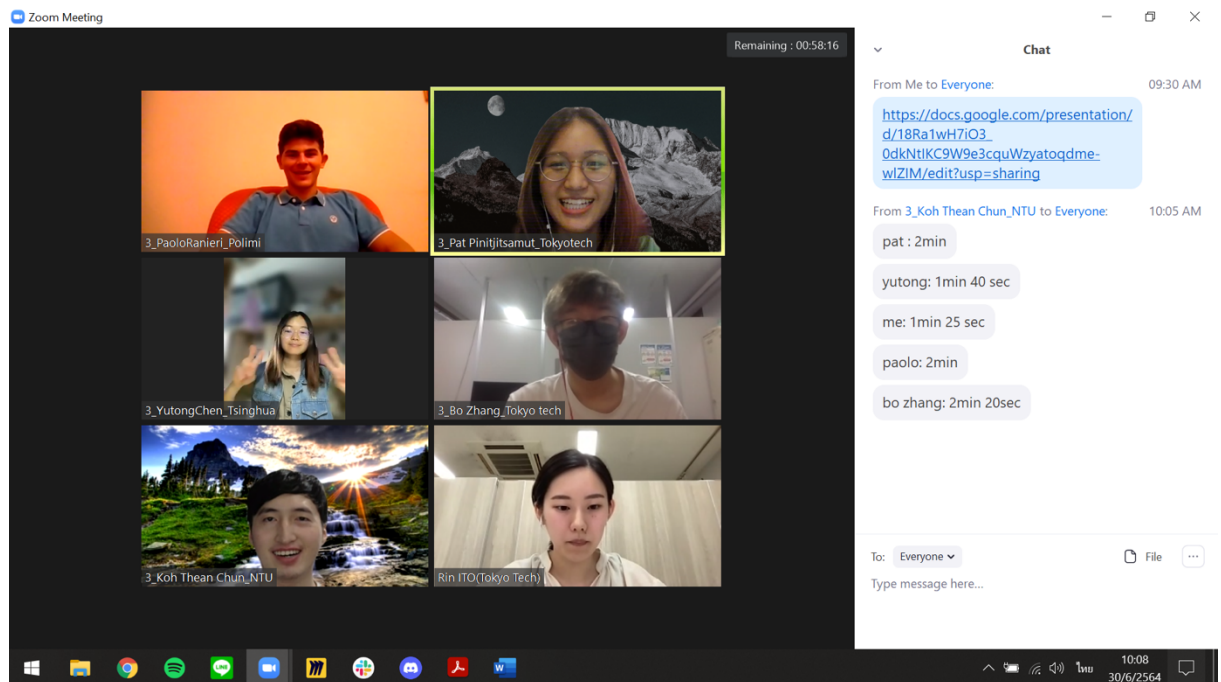 Zoom Meeting
Remaining : 00:58:16
3_PaoloRanieri_Polimi
3_Pat Pinitjitsamut_Tokyotech
3_YutongChen_Tsinghua
3_Bo Zhang_Tokyo tech
3_Koh Thean Chun_NTU
Rin ITO(Tokyo Tech)
Chat
From Me to Everyone: 09:30 AM
https://docs.google.com/presentation/
d/18Ra1wH7iO3_
0dkNtIKC9W9e3cquWzyatoqdme-
wlZIM/edit?usp=sharing
From 3_Koh Thean Chun_NTU to Everyone: 10:05 AM
pat : 2min
yutong: 1min 40 sec
me: 1min 25 sec
paolo: 2min
bo zhang: 2min 20sec
To: Everyone File
Type message here...
LINE
W
ไทย
10:08
30/6/2564